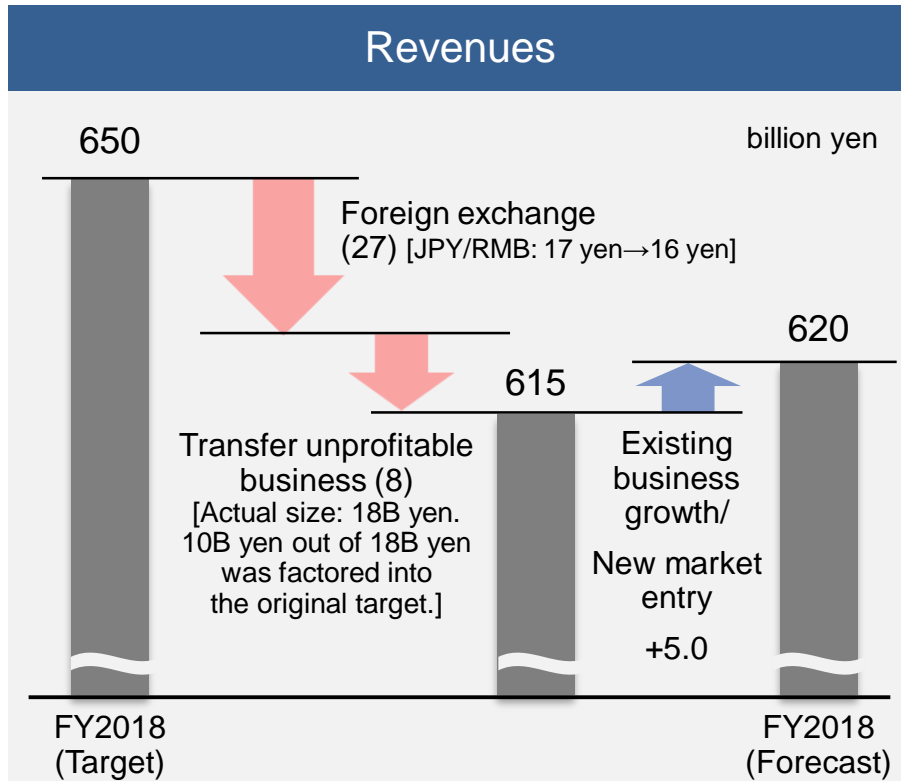 Revenues
650
billion yen
Foreign exchange
(27) [JPY/RMB: 17 yen→16 yen]
620
615
Transfer unprofitable
business (8)
[Actual size: 18B yen.
10B yen out of 18B yen
was factored into
the original target.]
Existing
business
growth/
New market
entry
+5.0
FY2018
(Target)
FY2018
(Forecast)